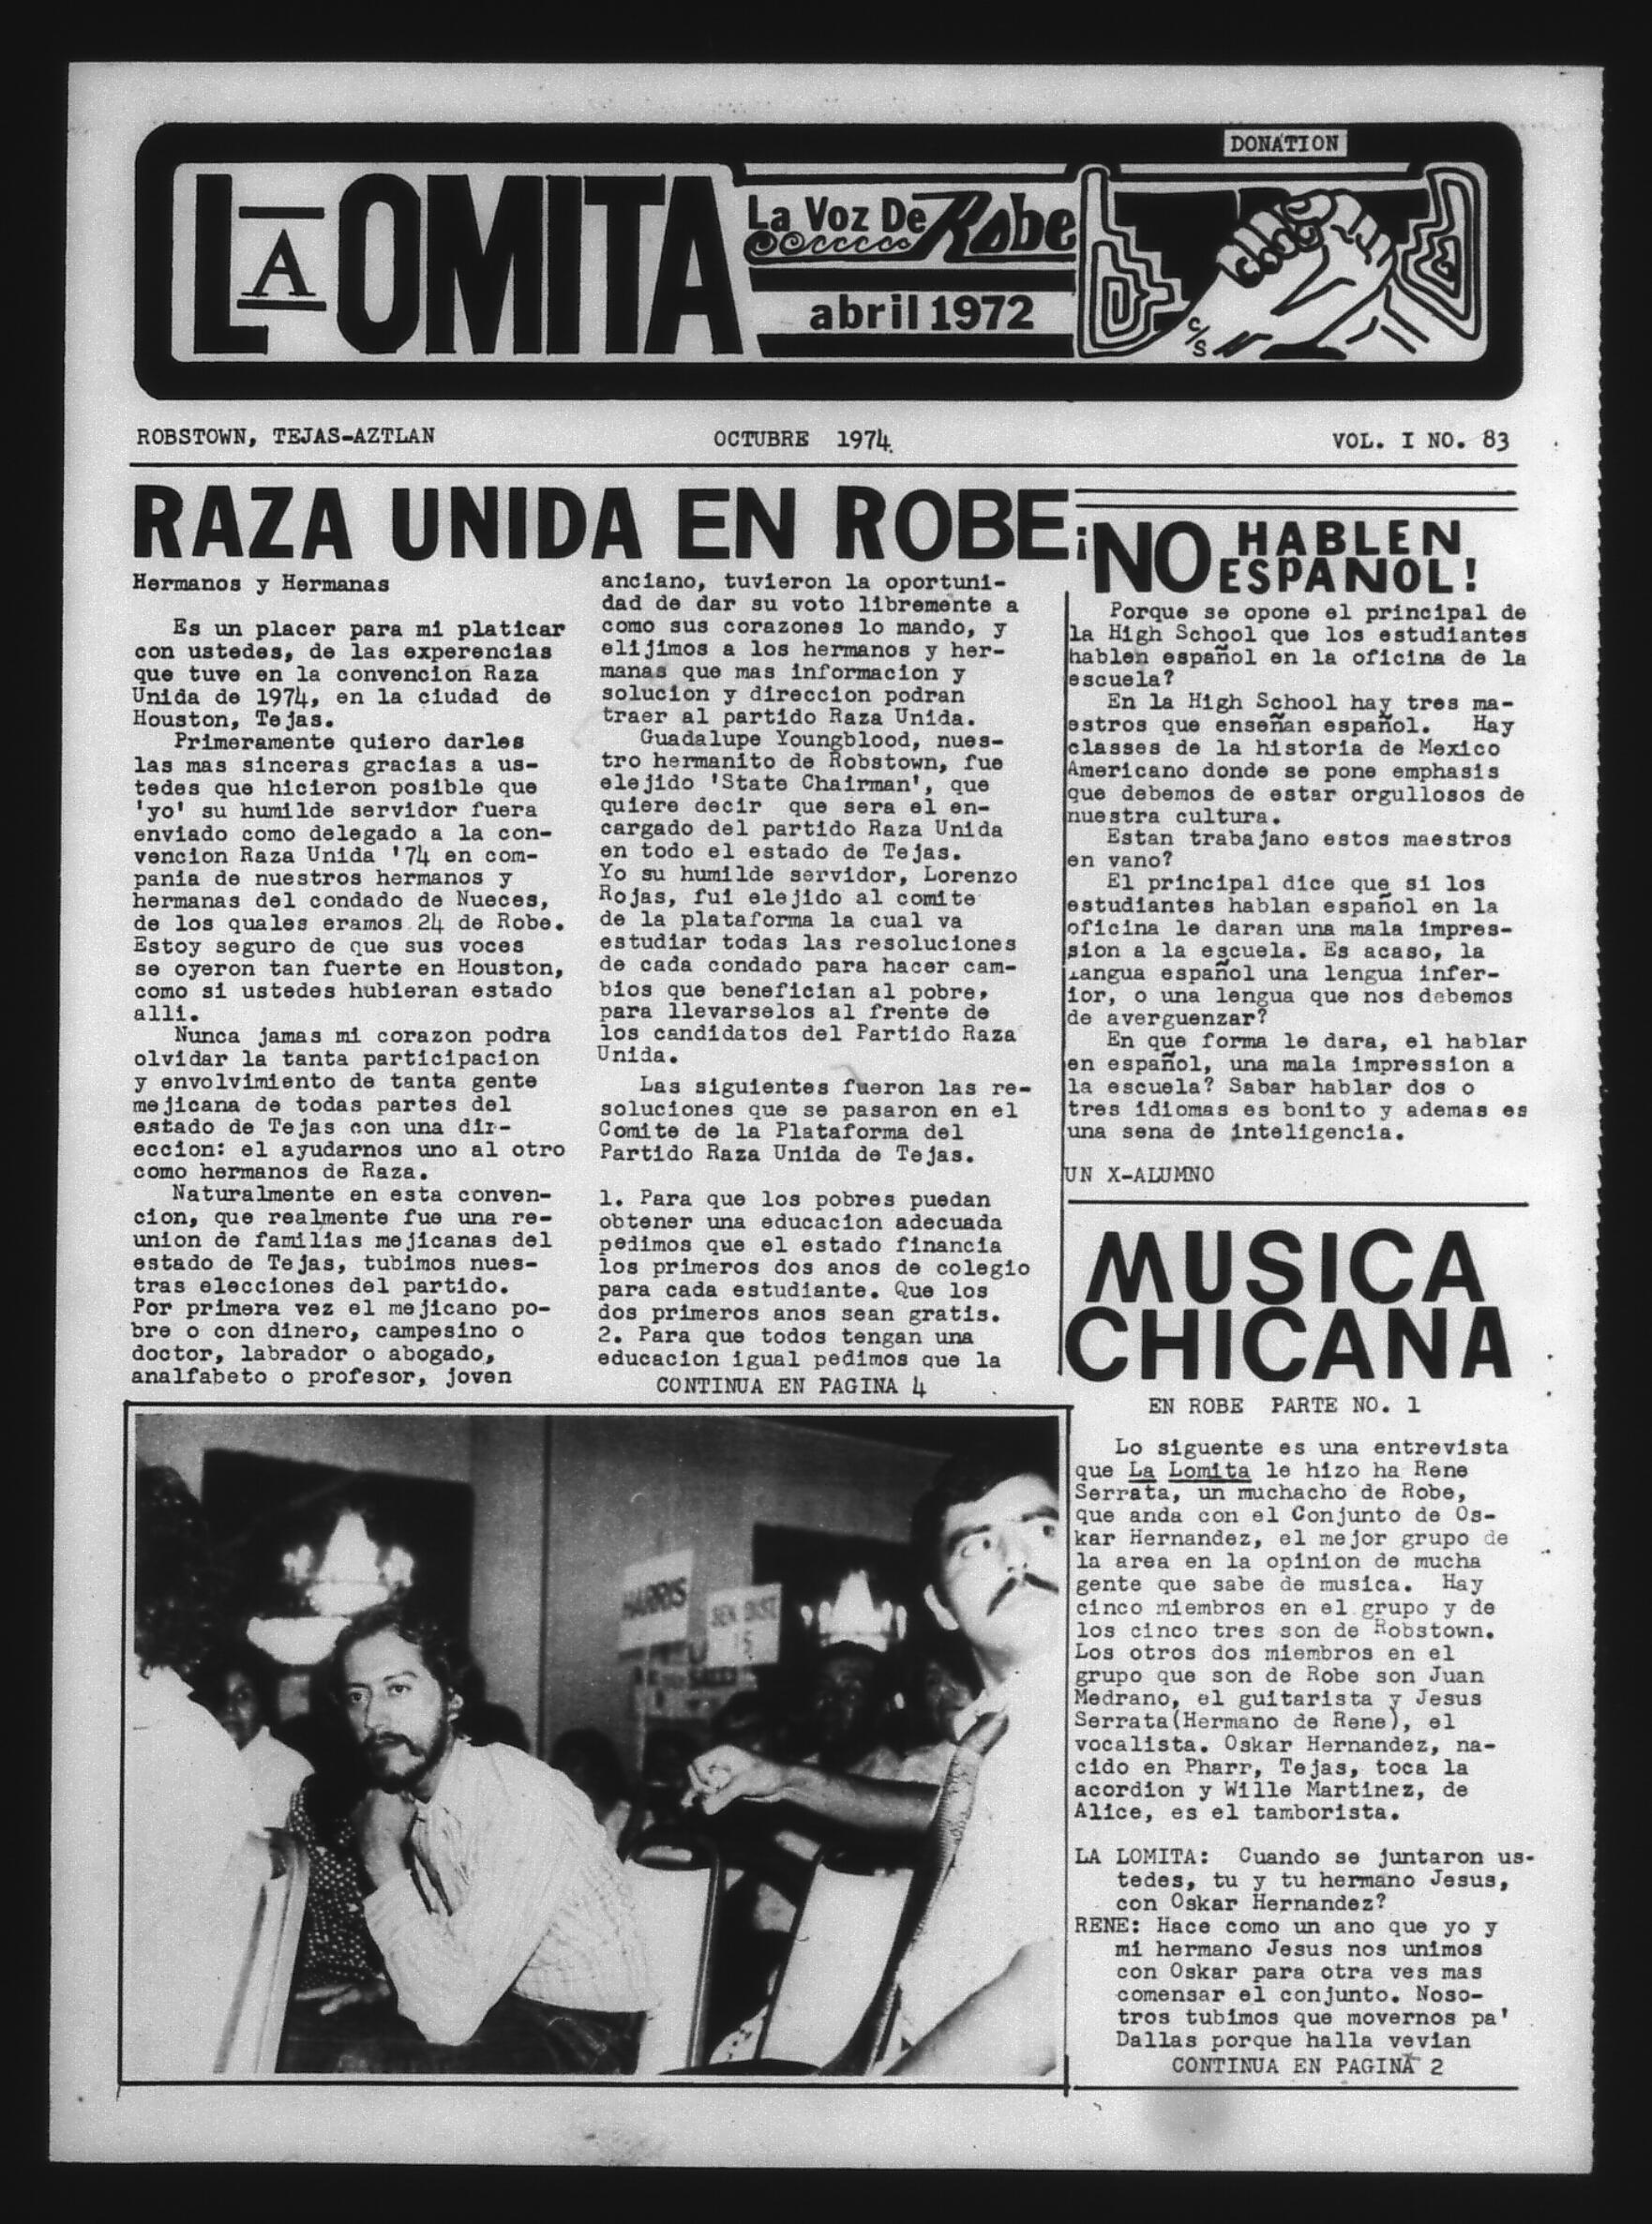 DONATION
LA LOMITA
La Voz De Robe
abril 1972
C/S
ROBSTOWN, TEJAS-AZTLAN
OCTUBRE 1974
VOL. I NO. 83
RAZA UNIDA EN ROBE
Hermanos y Hermanas
Es un placer para mi platicar
con ustedes, de las experencias
que tuve en la convencion Raza
Unida de 1974, en la ciudad de
Houston, Tejas.
Primeramente quiero darles
las mas sinceras gracias a us-
tedes que hicieron posible que
'yo' su humilde servidor fuera
enviado como delegado a la con-
vencion Raza Unida '74 en com-
pania de nuestros hermanos y
hermanas del condado de Nueces,
de los quales eramos 24 de Robe.
Estoy seguro de que sus voces
se oyeron tan fuerte en Houston,
como si ustedes hubieran estado
alli.
Nunca jamas mi corazon podra
olvidar la tanta participacion
y envolvimiento de tanta gente
mejicana de todas partes del
estado de Tejas con una dir-
eccion: el ayudarnos uno al otro
como hermanos de Raza.
Naturalmente en esta conven-
cion, que realmente fue una re-
union de familias mejicanas del
estado de Tejas, tubimos nues-
tras elecciones del partido.
Por primera vez el mejicano po-
bre o con dinero, campesino o
doctor, labrador o abogado,
analfabeto o profesor, joven
anciano, tuvieron la oportuni-
dad de dar su voto libremente a
como sus corazones lo mando, y
elijimos a los hermanos y her-
manas que mas informacion y
solucion y direccion podran
traer al partido Raza Unida.
Guadalupe Youngblood, nues-
tro hermanito de Robstown, fue
elejido 'State Chairman', que
quiere decir que sera el en-
cargado del partido Raza Unida
en todo el estado de Tejas.
Yo su humilde servidor, Lorenzo
Rojas, fui elejido al comite
de la plataforma la cual va
estudiar todas las resoluciones
de cada condado para hacer cam-
bios que benefician al pobre,
para llevarselos al frente de
los candidatos del Partido Raza
Unida.
Las siguientes fueron las re-
soluciones que se pasaron en el
Comite de la Plataforma del
Partido Raza Unida de Tejas.
1. Para que los pobres puedan
obtener una educacion adecuada
pedimos que el estado financia
los primeros dos anos de colegio
para cada estudiante. Que los
dos primeros anos sean gratis.
2. Para que todos tengan una
educacion igual pedimos que la
CONTINUA EN PAGINA 4
¡NO HABLEN
ESPAÑOL!
Porque se opone el principal de
la High School que los estudiantes
hablen español en la oficina de la
escuela?
En la High School hay tres ma-
estros que enseñan español. Hay
classes de la historia de Mexico
Americano donde se pone emphasis
que debemos de estar orgullosos de
nuestra cultura.
Estan trabajano estos maestros
en vano?
El principal dice que si los
estudiantes hablan español en la
oficina le daran una mala impres-
sion a la escuela. Es acaso, la
langua español una lengua infer-
ior, o una lengua que nos debemos
de averguenzar?
En que forma le dara, el hablar
en español, una mala impression a
la escuela? Sabar hablar dos o
tres idiomas es bonito y ademas es
una sena de inteligencia.
UN X-ALUMNO
MUSICA
CHICANA
EN ROBE PARTE NO. 1
Lo siguente es una entrevista
que La Lomita le hizo ha Rene
Serrata, un muchacho de Robe,
que anda con el Conjunto de Os-
kar Hernandez, el mejor grupo de
la area en la opinion de mucha
gente que sabe de musica. Hay
cinco miembros en el grupo y de
los cinco tres son de Robstown.
Los otros dos miembros en el
grupo que son de Robe son Juan
Medrano, el guitarista y Jesus
Serrata(Hermano de Rene), el
vocalista. Oskar Hernandez, na-
cido en Pharr, Tejas, toca la
acordion y Wille Martinez, de
Alice, es el tamborista.
LA LOMITA: Cuando se juntaron us-
tedes, tu y tu hermano Jesus,
con Oskar Hernandez?
RENE: Hace como un ano que yo y
mi hermano Jesus nos unimos
con Oskar para otra ves mas
comensar el conjunto. Noso-
tros tubimos que movernos pa'
Dallas porque halla vevian
CONTINUA EN PAGINA 2
HARRIS
SEN DIST
15